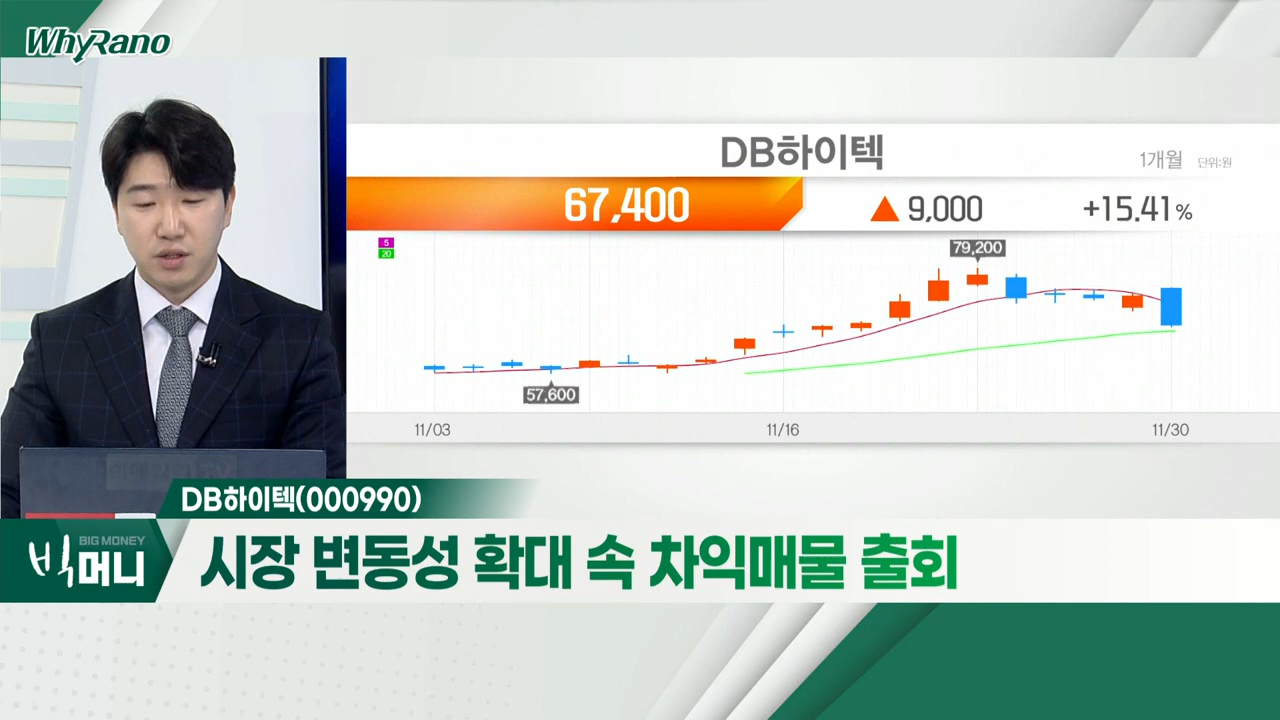 WhyRano
DB하이텍
1개월 단위:원
67,400 ▲ 9,000 +15.41%
5
20
79,200
57,600
11/03 11/16 11/30
DB하이텍(000990)
BIG MONEY
빅머니
시장 변동성 확대 속 차익매물 출회